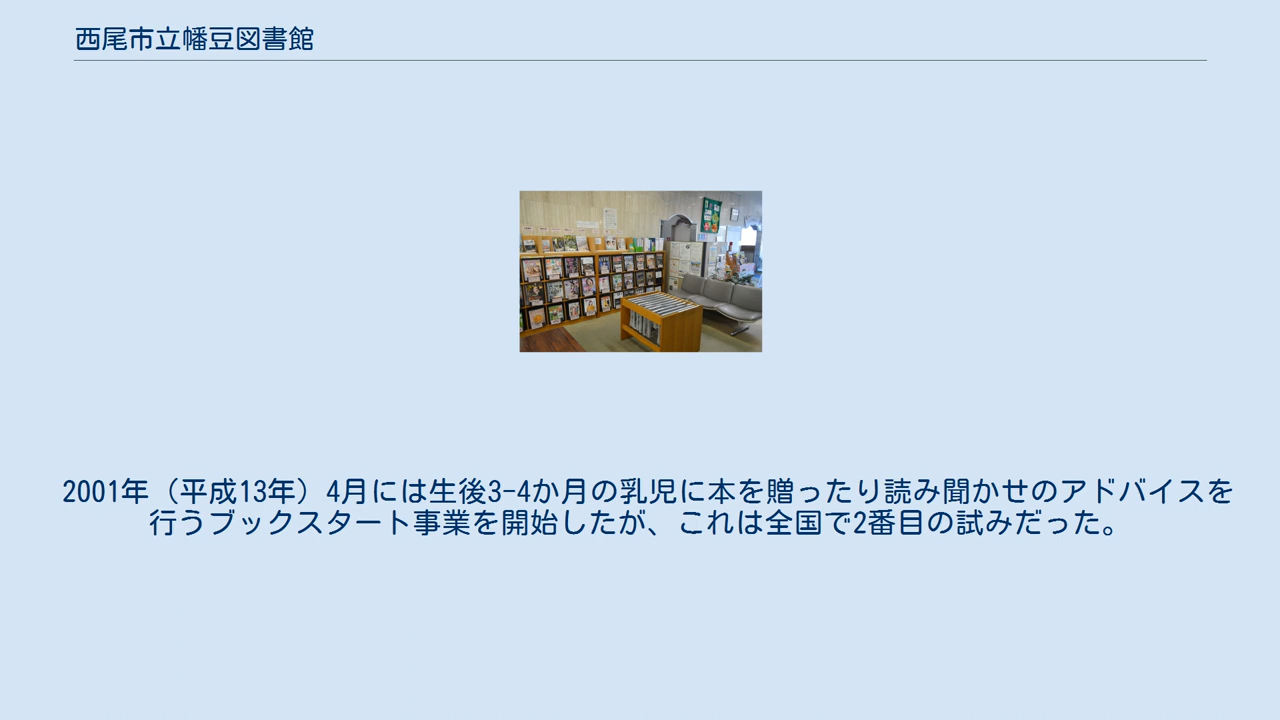 西尾市立幡豆図書館
2001年（平成13年）4月には生後3-4か月の乳児に本を贈ったり読み聞かせのアドバイスを
行うブックスタート事業を開始したが、これは全国で2番目の試みだった。